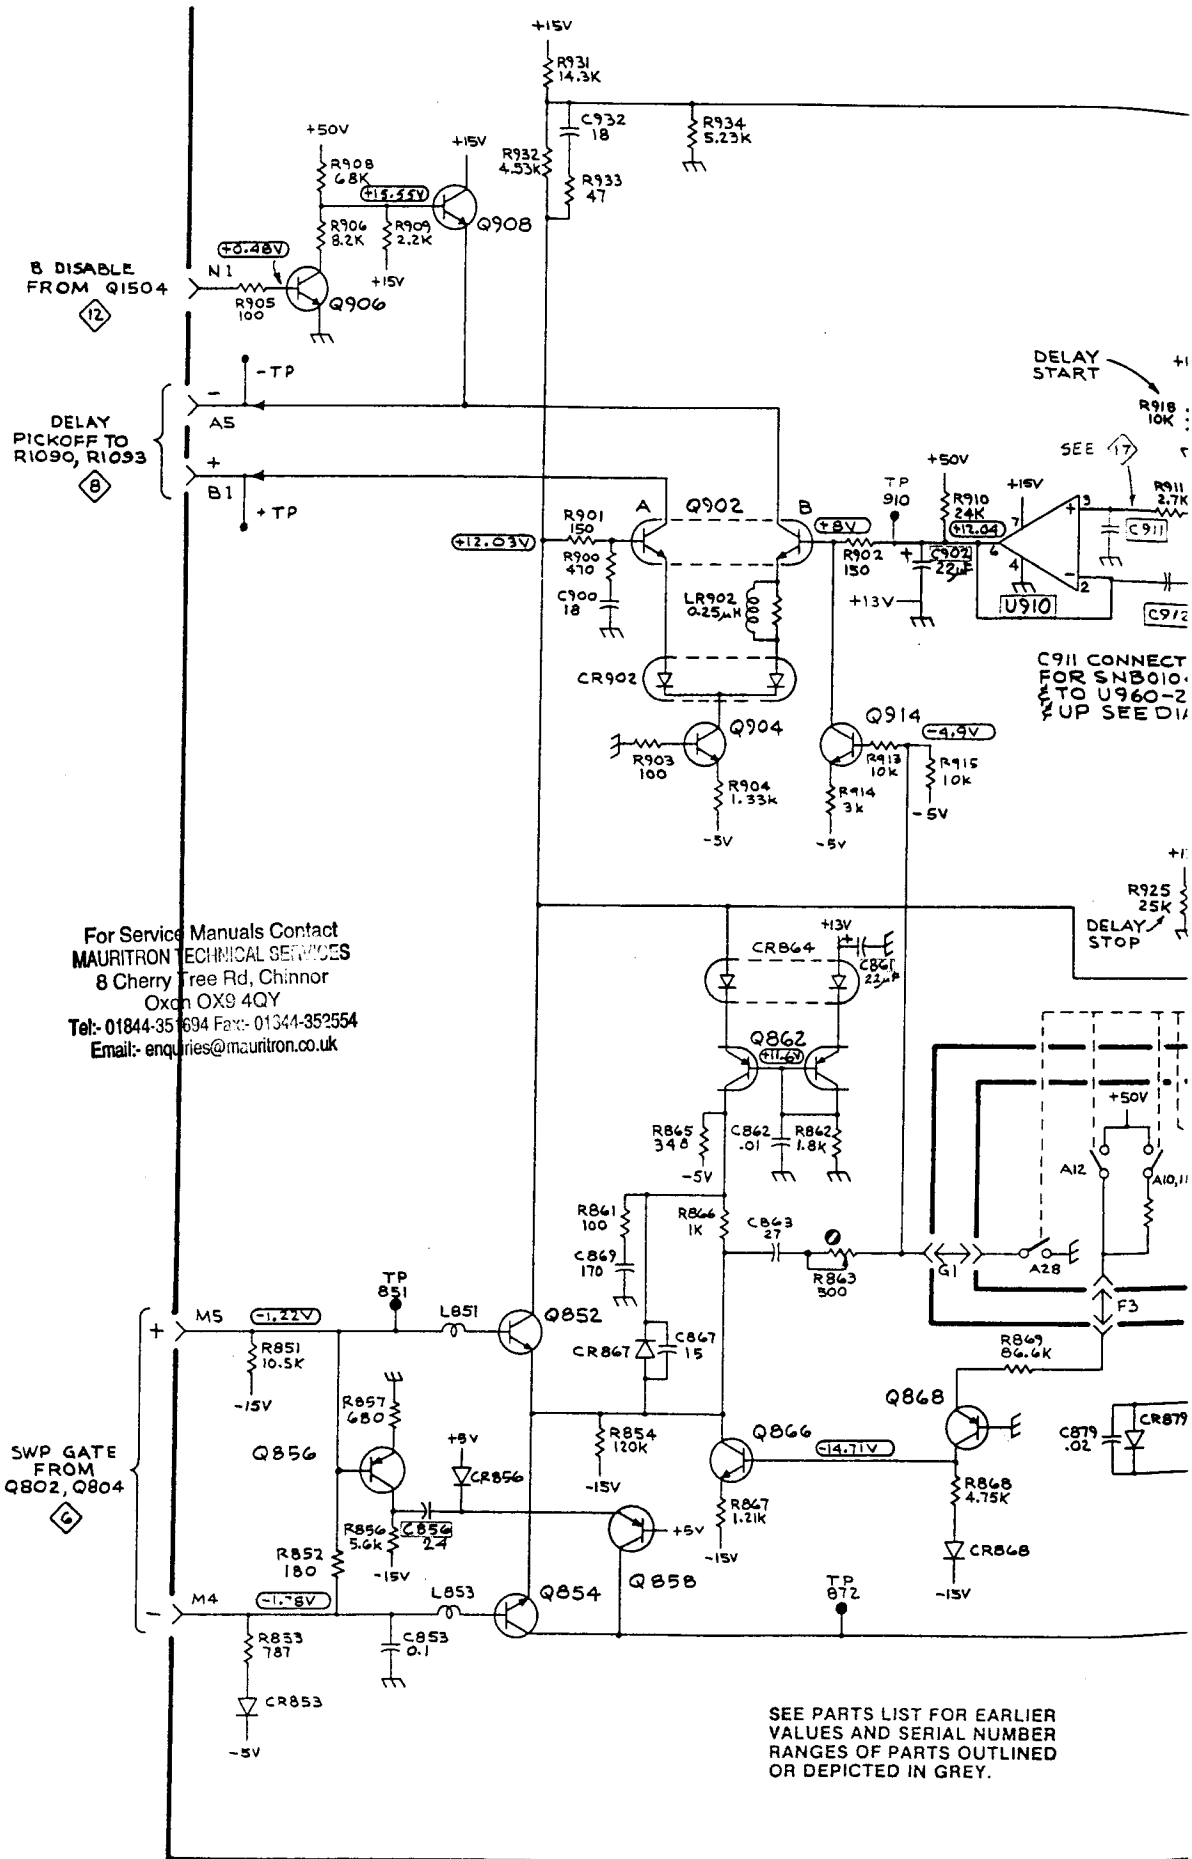 +15V
R931
14.3K
C932
18
R934
5.23K
+50V
+15V
R932
4.53K
R908
68K
R933
47
+15.55V
R906
8.2K
R909
2.2K
Q908
+0.48V
+15V
B DISABLE
FROM Q1504
12
N1
R905
100
Q906
-TP
DELAY
START
R918
10K
-
A5
DELAY
PICKOFF TO
R1090, R1093
8
+
B1
+TP
SEE 17
+50V
TP
910
+15V
R911
2.7K
R910
24K
A
Q902
B
R901
150
+8V
+12.04
7
3
+
C911
+12.03V
R900
470
R902
150
+
C902
22µF
6
4
-
2
C900
18
LR902
0.25µH
+13V
U910
C912
CR902
C911 CONNECT
FOR SNB010
TO U960-2
& UP SEE DIA
Q904
Q914
-4.9V
R903
100
R913
10K
R915
10K
R904
1.33K
R914
3K
-5V
-5V
-5V
R925
25K
DELAY
STOP
For Service Manuals Contact
MAURITRON TECHNICAL SERVICES
8 Cherry Tree Rd, Chinnor
Oxon OX9 4QY
Tel:- 01844-351694 Fax:- 01344-352554
Email:- enquiries@mauritron.co.uk
+13V
CR864
+
C861
22µF
Q862
+11.6V
+50V
R865
348
C862
.01
R862
1.8K
-5V
A12
A10,11
R861
100
R866
1K
C863
27
C869
170
R863
500
G1
A28
F3
TP
851
+
M5
-1.22V
L851
Q852
R851
10.5K
CR867
C867
15
R869
86.6K
-15V
R857
680
Q868
C879
.02
CR879
SWP GATE
FROM
Q802, Q804
6
Q856
+5V
R854
120K
Q866
-14.71V
CR856
-15V
R868
4.75K
R856
5.6K
C856
24
R867
1.21K
+5V
R852
180
-15V
-15V
CR868
Q858
-15V
-
M4
-1.78V
L853
Q854
TP
872
R853
787
C853
0.1
CR853
-5V
SEE PARTS LIST FOR EARLIER
VALUES AND SERIAL NUMBER
RANGES OF PARTS OUTLINED
OR DEPICTED IN GREY.